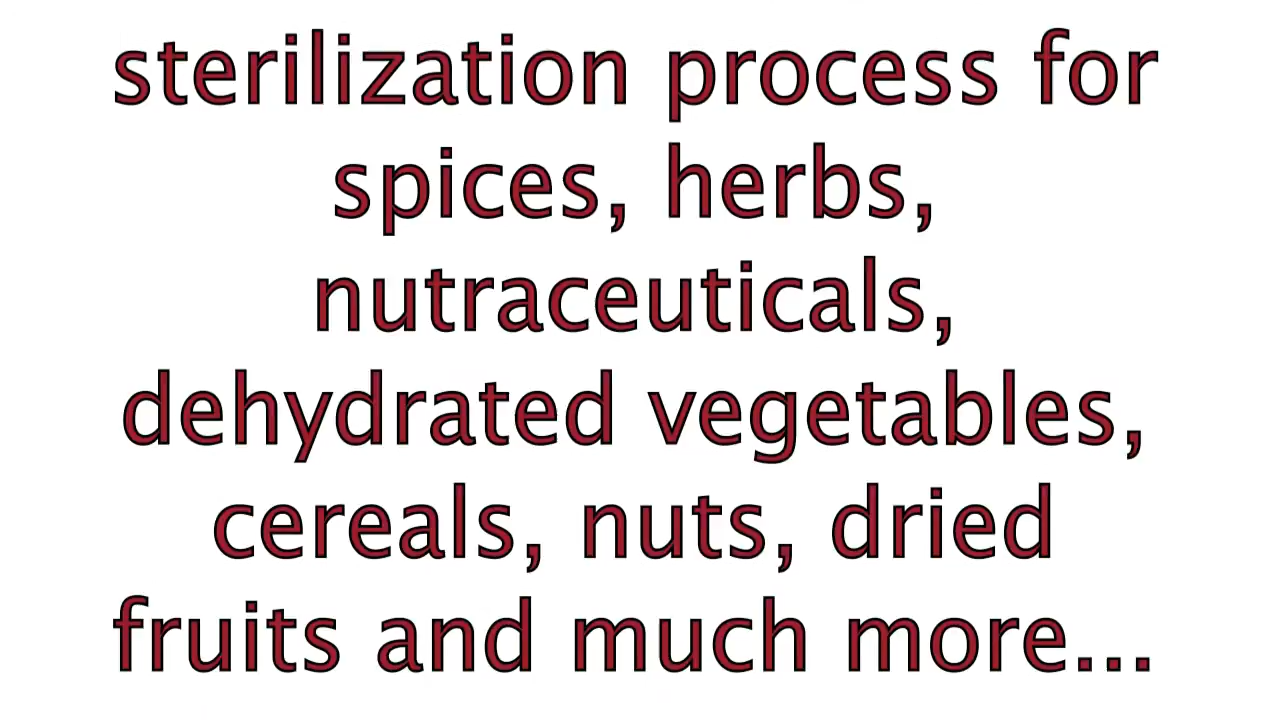 sterilization process for
spices, herbs,
nutraceuticals,
dehydrated vegetables,
cereals, nuts, dried
fruits and much more...